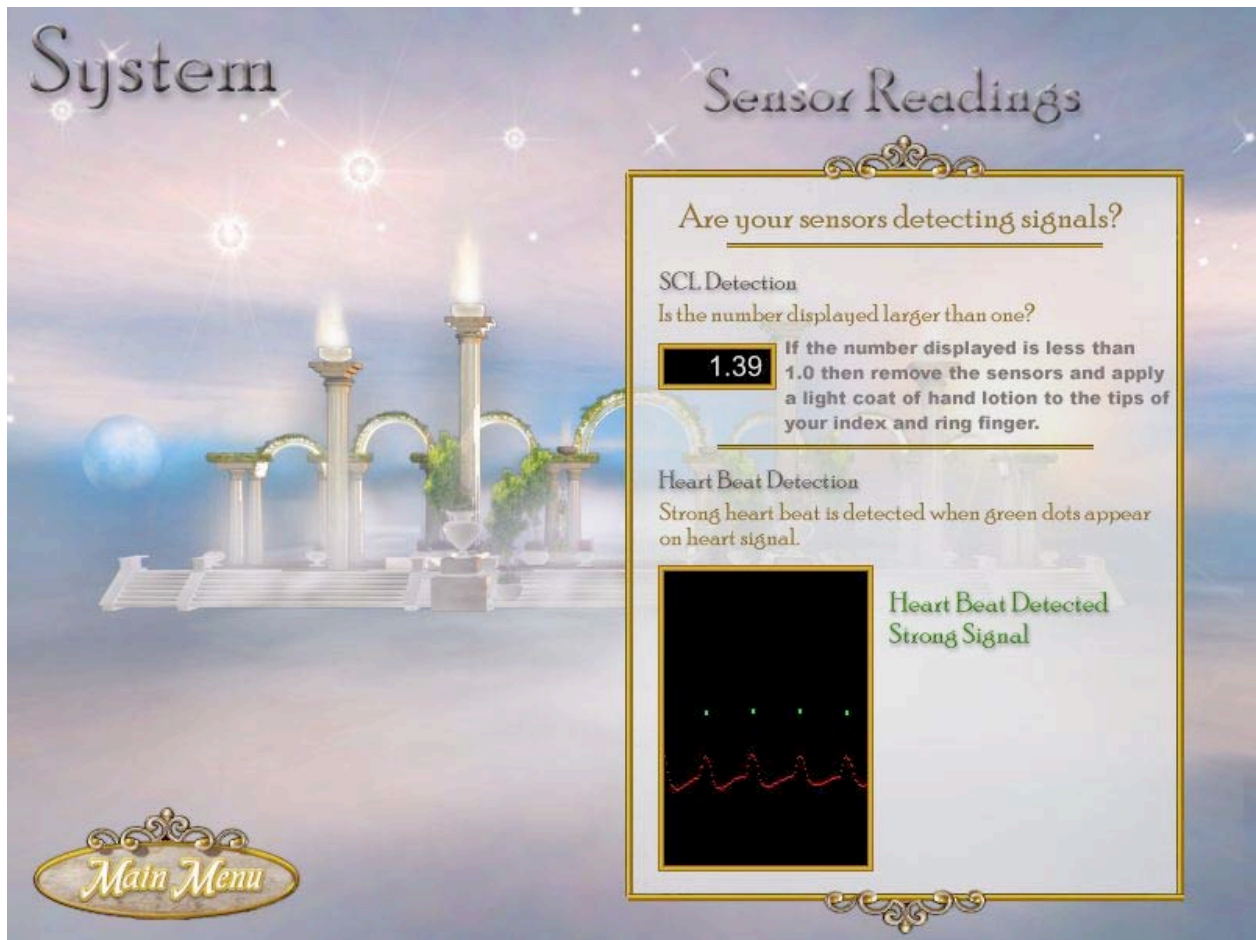 System
Sensor Readings
Are your sensors detecting signals?
SCL Detection
Is the number displayed larger than one?
1.39
If the number displayed is less than
1.0 then remove the sensors and apply
a light coat of hand lotion to the tips of
your index and ring finger.
Heart Beat Detection
Strong heart beat is detected when green dots appear
on heart signal.
Heart Beat Detected
Strong Signal
Main Menu